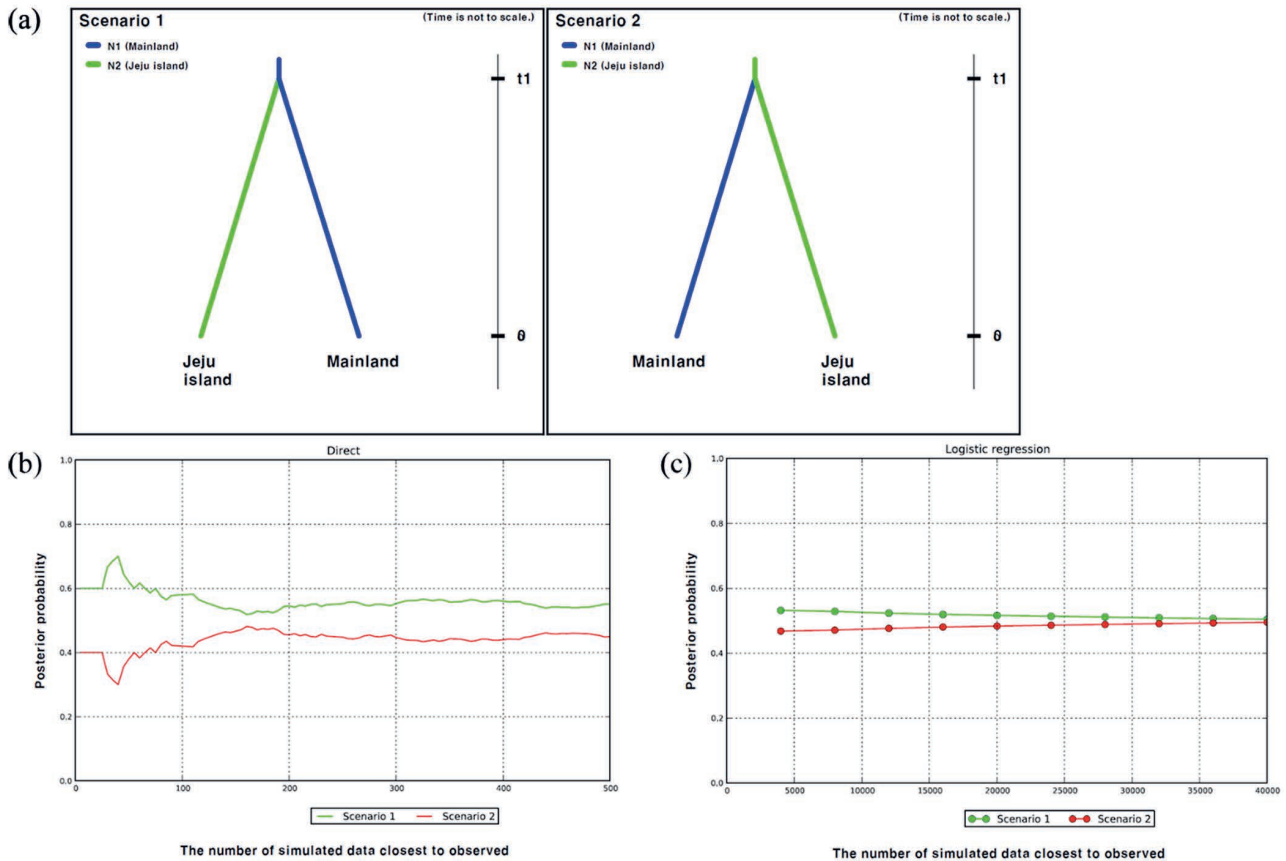 (a)
Scenario 1
(Time is not to scale.)
N1 (Mainland)
N2 (Jeju island)
t1
0
Jeju
island
Mainland
Scenario 2
(Time is not to scale.)
N1 (Mainland)
N2 (Jeju island)
t1
0
Mainland
Jeju
island
(b)
Direct
Posterior probability
1.0
0.8
0.6
0.4
0.2
0.0
0
100
200
300
400
500
Scenario 1
Scenario 2
The number of simulated data closest to observed
(c)
Logistic regression
Posterior probability
1.0
0.8
0.6
0.4
0.2
0.0
0
5000
10000
15000
20000
25000
30000
35000
40000
Scenario 1
Scenario 2
The number of simulated data closest to observed